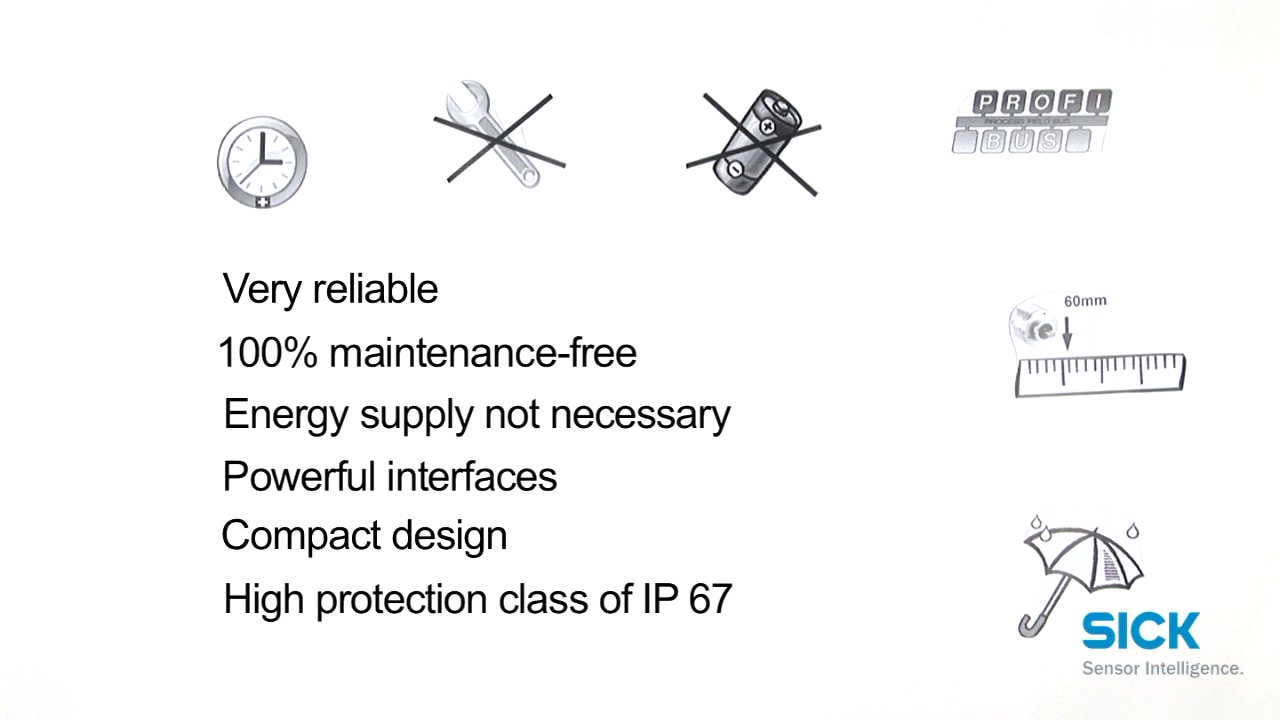 PROFI
PROCESS FIELD BUS
BUS
60mm
Very reliable
100% maintenance-free
Energy supply not necessary
Powerful interfaces
Compact design
High protection class of IP 67
SICK
Sensor Intelligence.